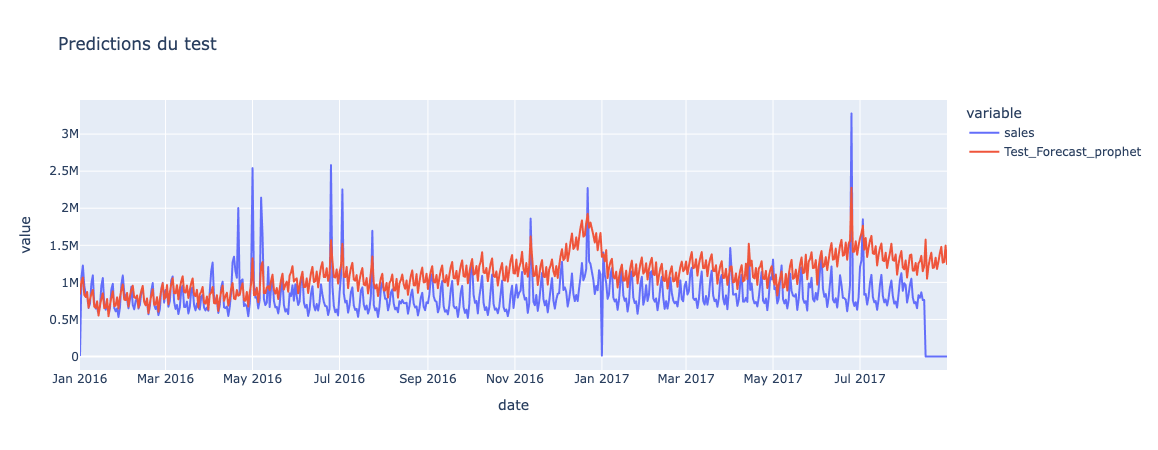 Predictions du test
variable
sales
Test_Forecast_prophet
value
3M
2.5M
2M
1.5M
1M
0.5M
0
Jan 2016 Mar 2016 May 2016 Jul 2016 Sep 2016 Nov 2016 Jan 2017 Mar 2017 May 2017 Jul 2017
date